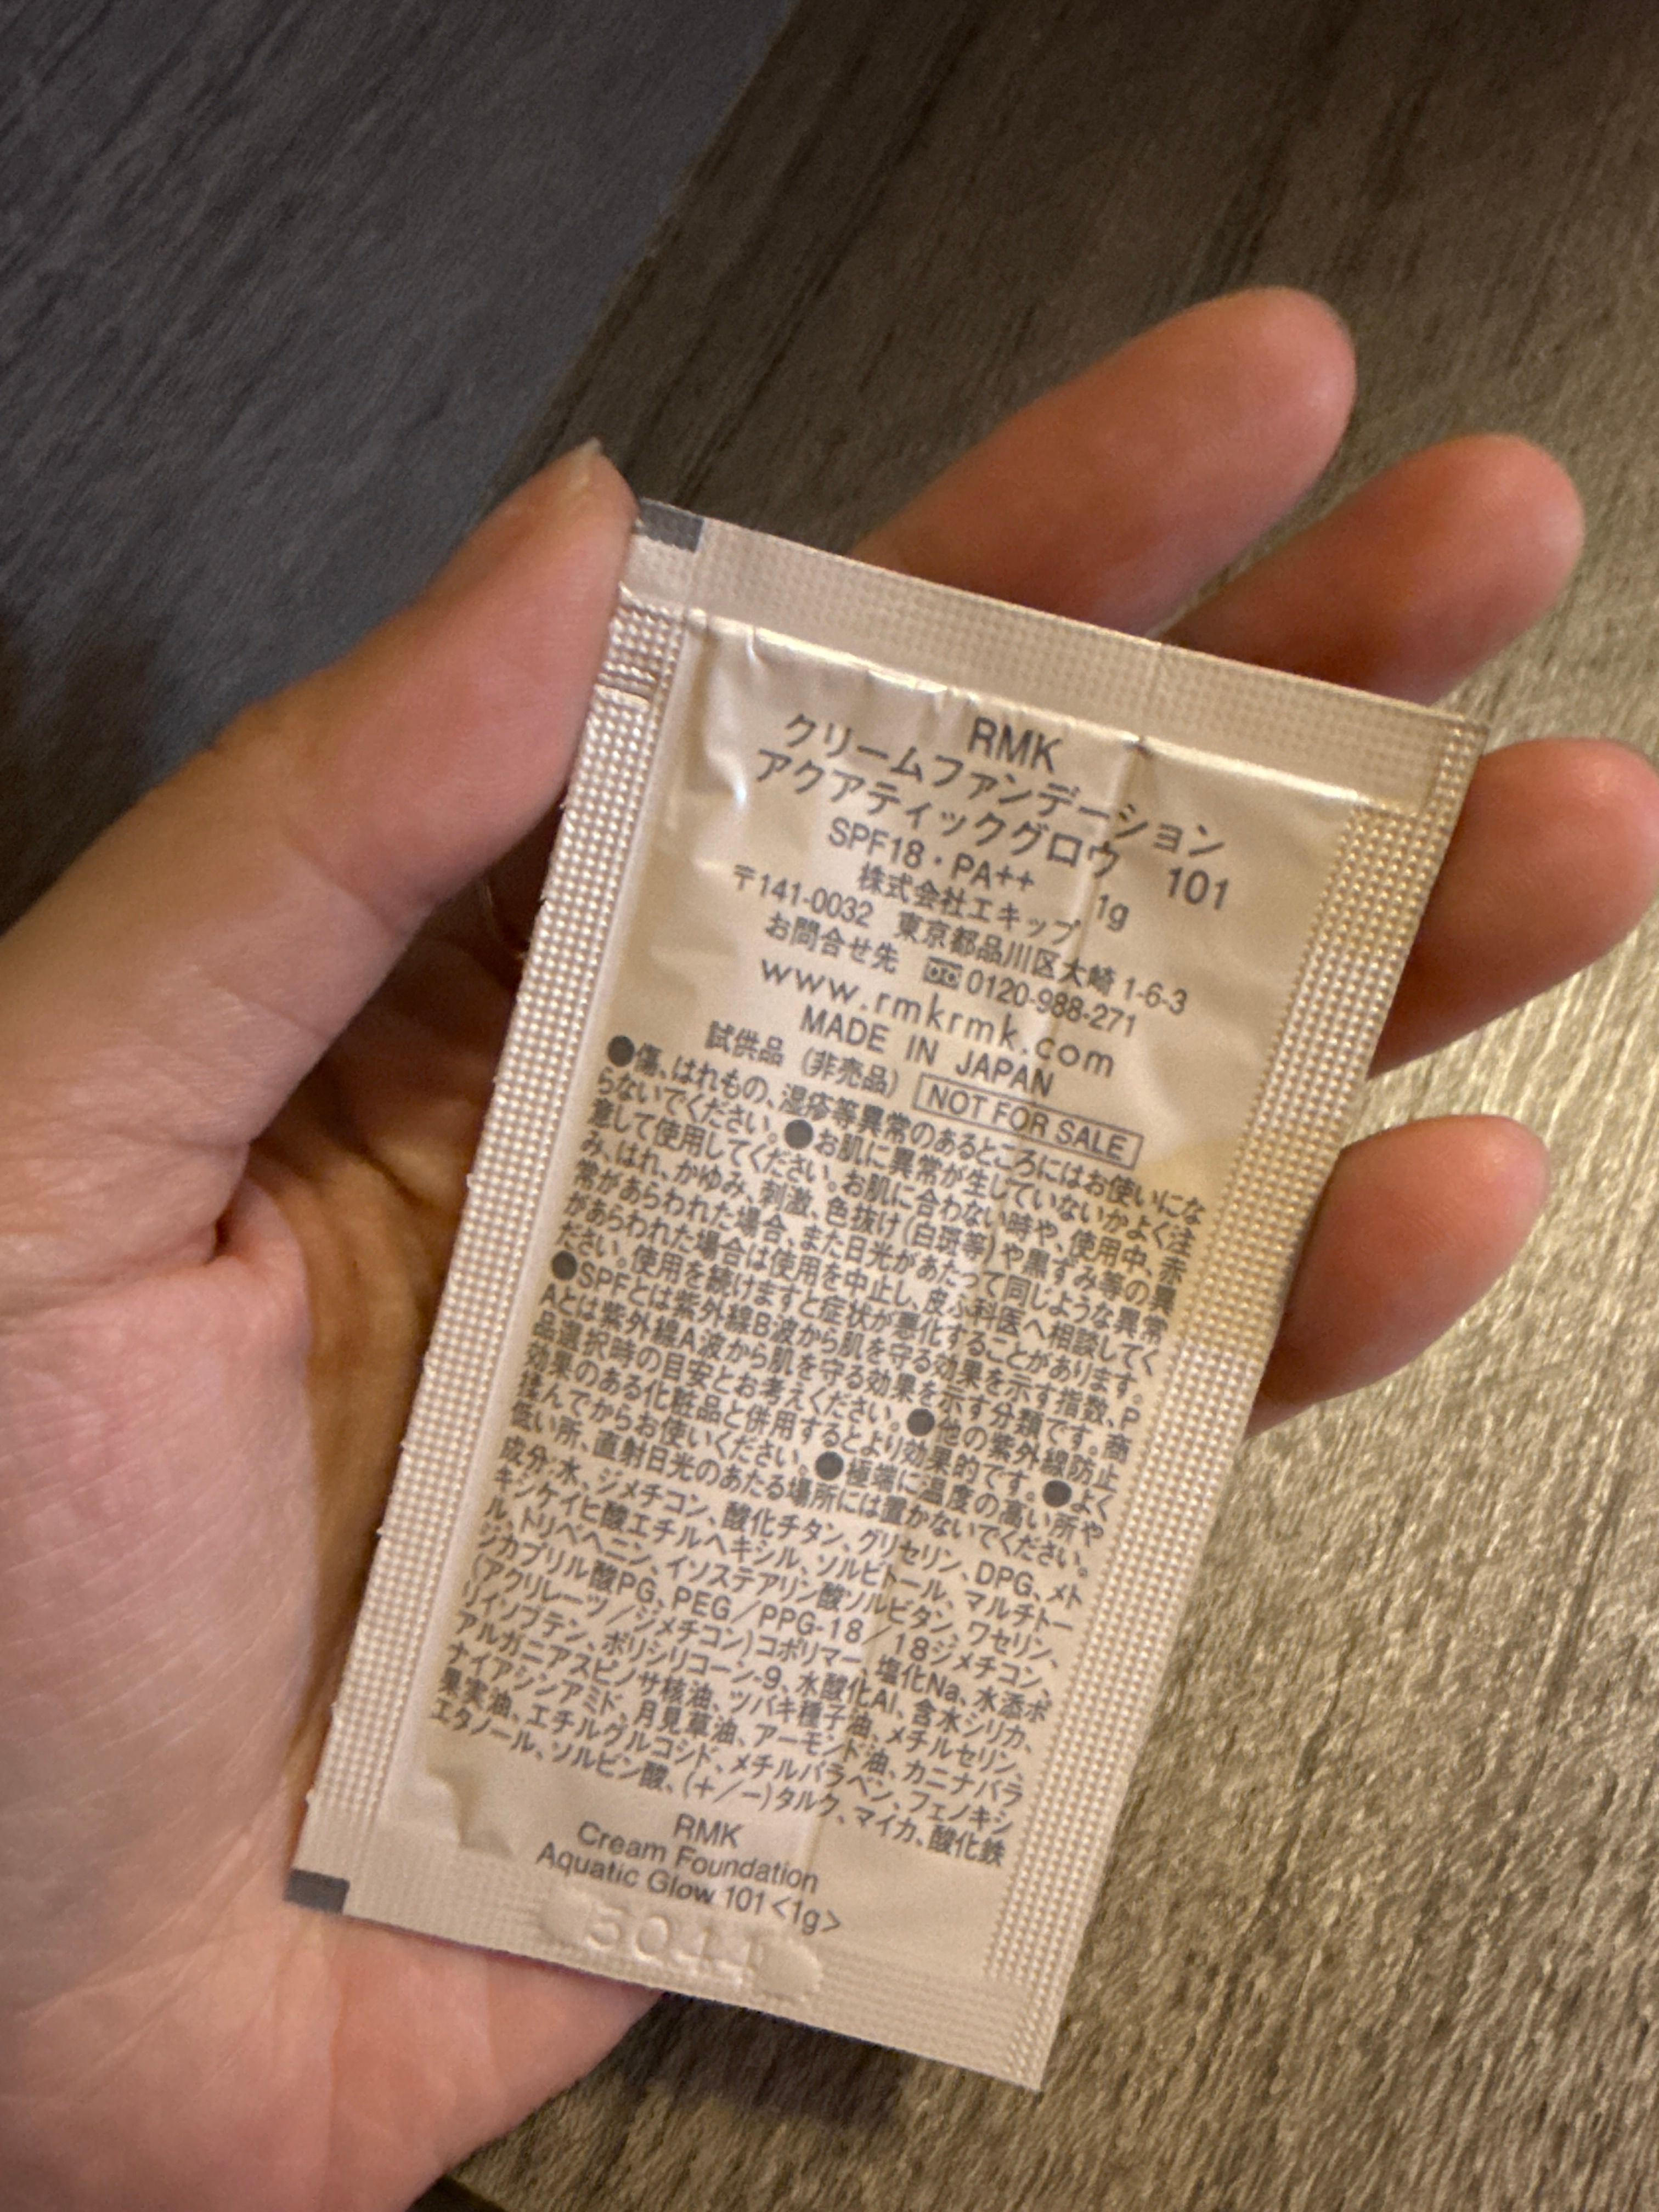 RMK
クリームファンデーション
アクアティックグロウ 101
SPF18・PA++ 1g
株式会社エキップ
〒141-0032 東京都品川区大崎 1-6-3
お問合せ先 0120-988-271
www.rmkrmk.com
MADE IN JAPAN
試供品(非売品) NOT FOR SALE
●傷、はれもの、湿疹等異常のあるところにはお使いにな
らないでください。●お肌に異常が生じていないかよく注
意して使用してください。お肌に合わない時や、使用中、赤
み、はれ、かゆみ、刺激、色抜け(白斑等)や黒ずみ等の異
常があらわれた場合、また日光があたって同じような異常
があらわれた場合は使用を中止し、皮ふ科医へ相談してく
ださい。使用を続けますと症状が悪化することがあります。
●SPFとは紫外線B波から肌を守る効果を示す指数、P
Aとは紫外線A波から肌を守る効果を示す分類です。商
品選択時の目安とお考えください。●他の紫外線防止
効果のある化粧品と併用するとより効果的です。●よく
揉んでからお使いください。●極端に温度の高い所や
低い所、直射日光のあたる場所には置かないでください。
成分:水、ジメチコン、酸化チタン、グリセリン、DPG、メト
キシケイヒ酸エチルヘキシル、ソルビトール、マルチトー
ル、トリベヘニン、イソステアリン酸ソルビタン、ワセリン、
ジカプリル酸PG、PEG/PPG-18/18ジメチコン、
(アクリレーツ/ジメチコン)コポリマー、塩化Na、水添ポ
リイソブテン、ポリシリコーン-9、水酸化Al、含水シリカ、
アルガニアスピノサ核油、ツバキ種子油、メチルセリン、
ナイアシンアミド、月見草油、アーモンド油、カニナバラ
果実油、エチルグルコシド、メチルパラベン、フェノキシ
エタノール、ソルビン酸、(+/-)タルク、マイカ、酸化鉄
RMK
Cream Foundation
Aquatic Glow 101<1g>
5044